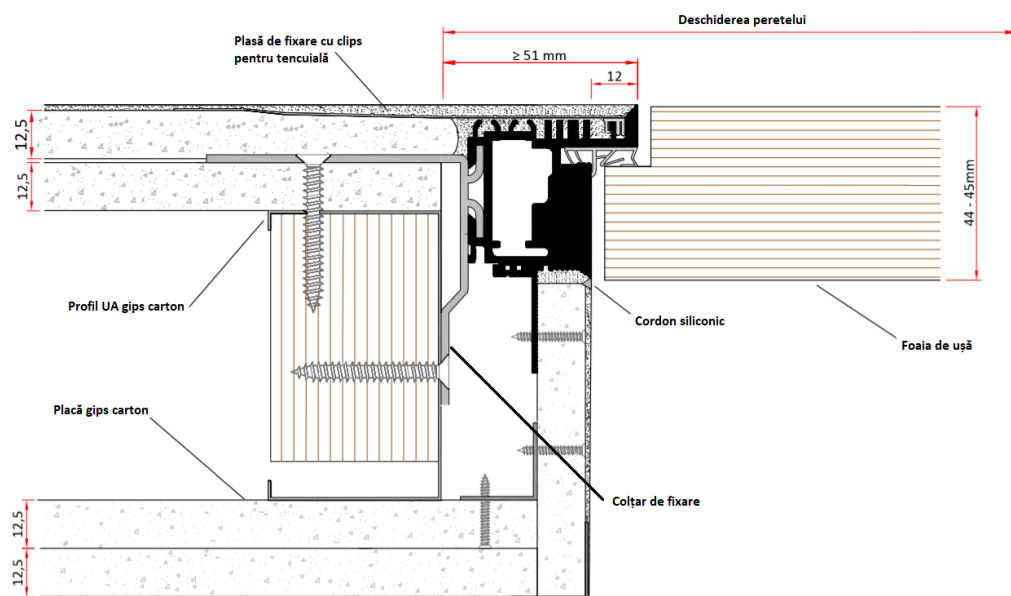 Deschiderea peretelui
Plasă de fixare cu clips
pentru tencuială
≥ 51 mm
12
12,5
12,5
44 - 45mm
Profil UA gips carton
Cordon siliconic
Foaia de ușă
Placă gips carton
Colțar de fixare
12,5
12,5